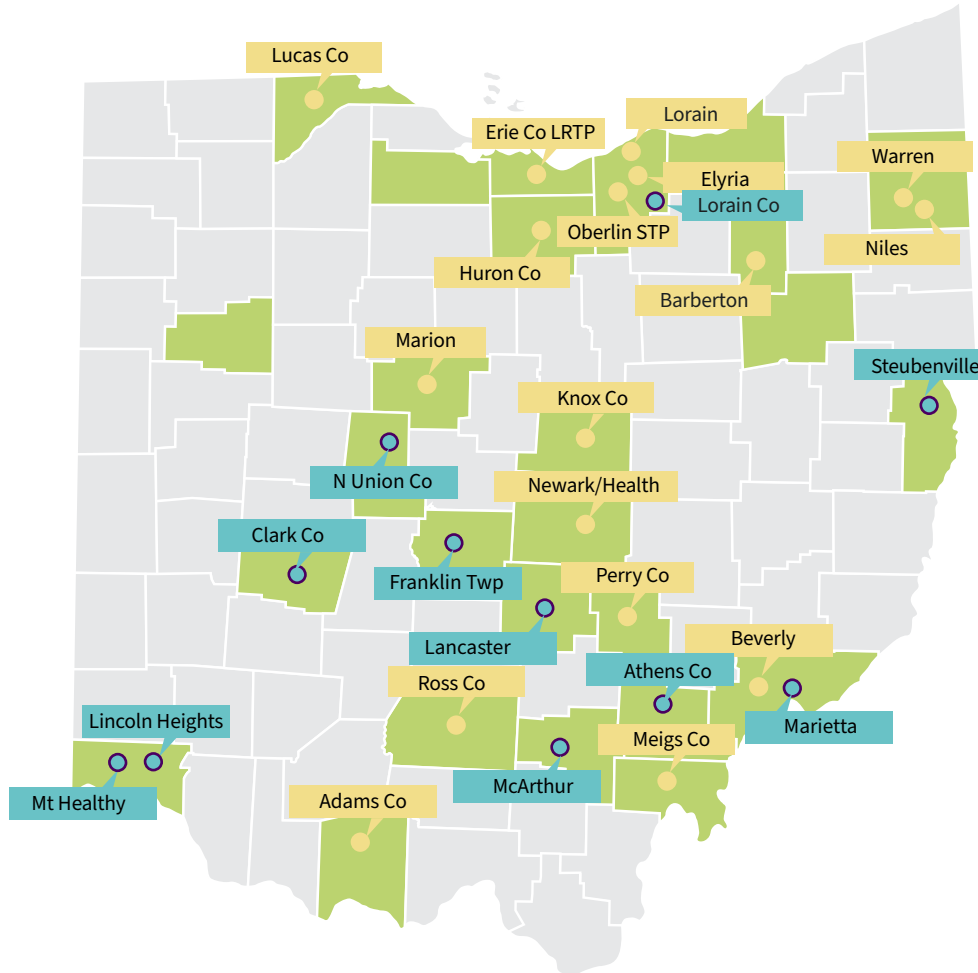 Lucas Co
Lorain
Erie Co LRTP
Warren
Elyria
Lorain Co
Oberlin STP
Niles
Huron Co
Barberton
Marion
Steubenville
Knox Co
N Union Co
Newark/Health
Clark Co
Franklin Twp
Perry Co
Beverly
Lancaster
Athens Co
Ross Co
Lincoln Heights
Marietta
Meigs Co
McArthur
Mt Healthy
Adams Co